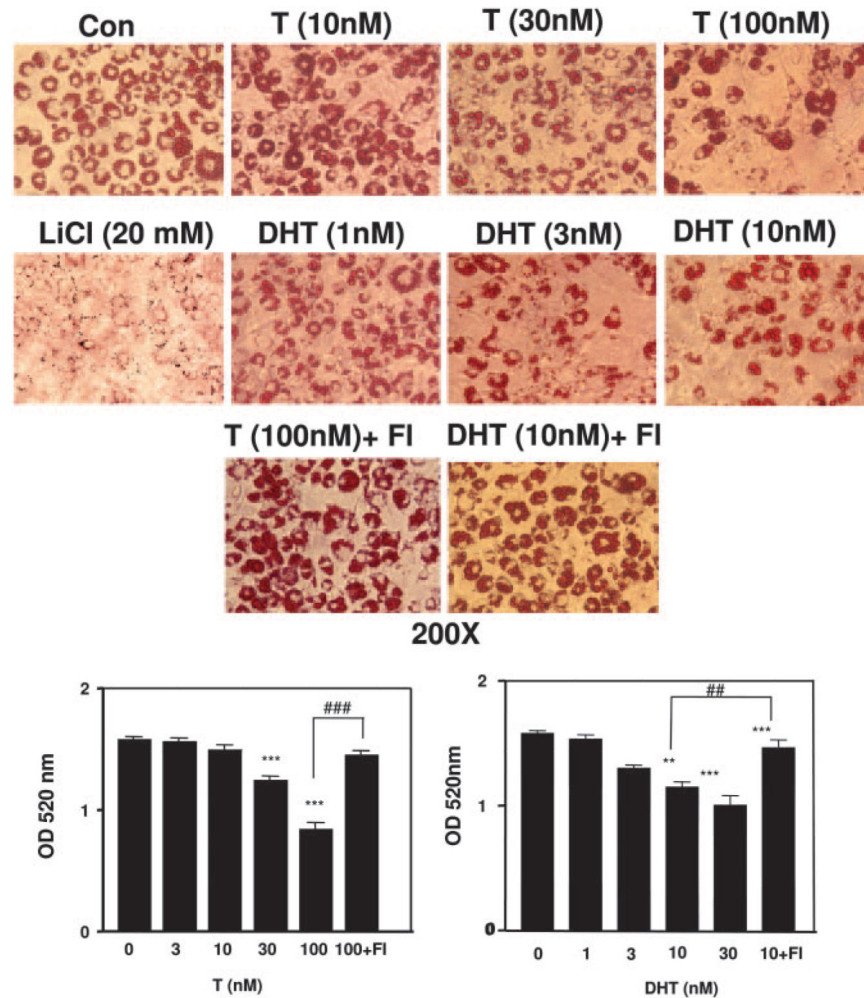 Con T (10nM) T (30nM) T (100nM)
LiCl (20 mM) DHT (1nM) DHT (3nM) DHT (10nM)
T (100nM)+ Fl DHT (10nM)+ Fl
200X
2
1
0
OD 520 nm
###
***
***
0 3 10 30 100 100+Fl
T (nM)
2
1
0
OD 520nm
##
***
**
***
0 1 3 10 30 10+Fl
DHT (nM)